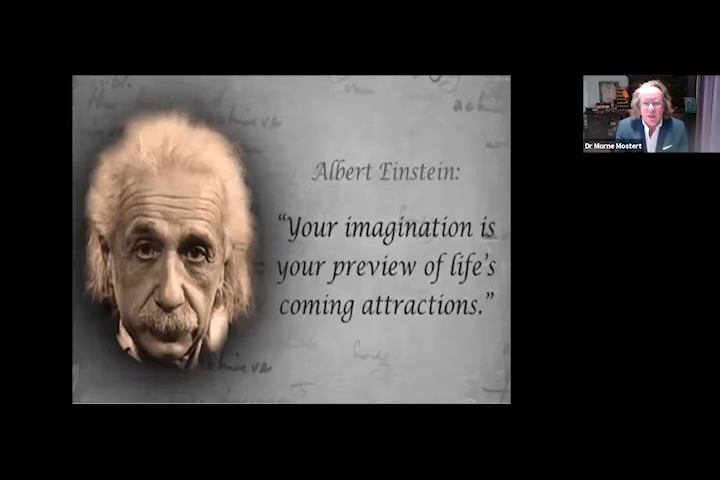 Albert Einstein:
“Your imagination is
your preview of life’s
coming attractions.”
Dr Morne Mostert